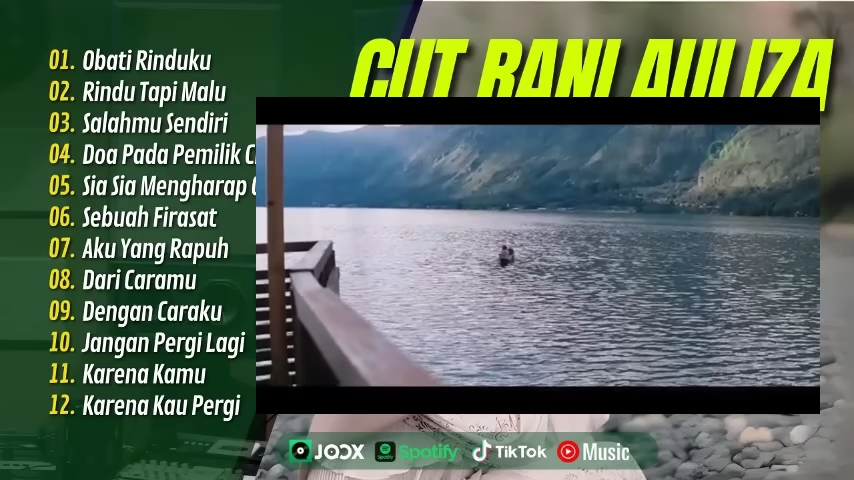 CUT RANI AULIZA
01. Obati Rinduku
02. Rindu Tapi Malu
03. Salahmu Sendiri
04. Doa Pada Pemilik
05. Sia Sia Mengharap
06. Sebuah Firasat
07. Aku Yang Rapuh
08. Dari Caramu
09. Dengan Caraku
10. Jangan Pergi Lagi
11. Karena Kamu
12. Karena Kau Pergi
JOOX Spotify Spotify TikTok Music